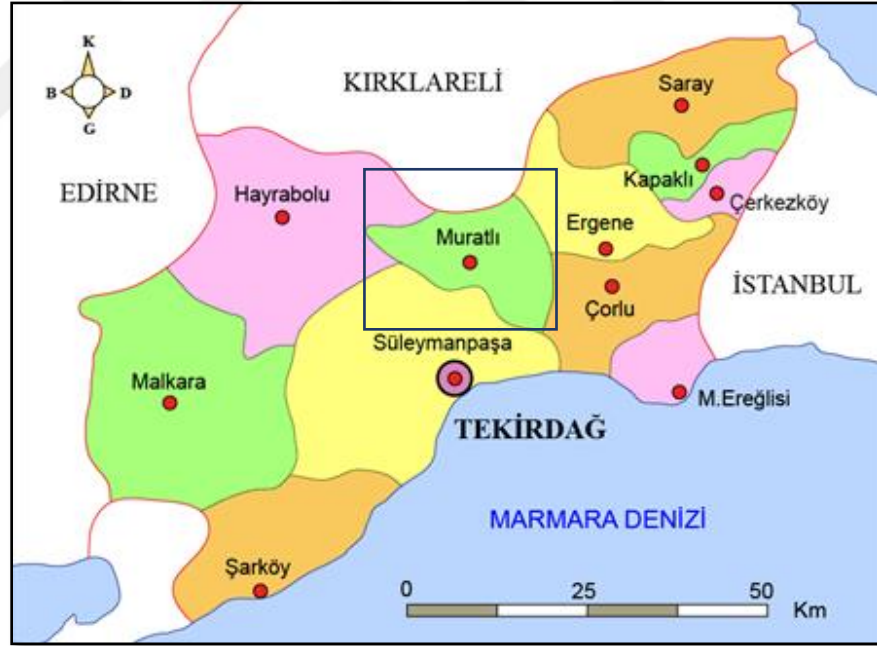 K
B
D
G
KIRKLARELİ
Saray
EDİRNE
Hayrabolu
Kapaklı
Çerkezköy
Muratlı
Ergene
İSTANBUL
Çorlu
Süleymanpaşa
Malkara
M.Ereğlisi
TEKİRDAĞ
MARMARA DENİZİ
Şarköy
0 25 50
Km